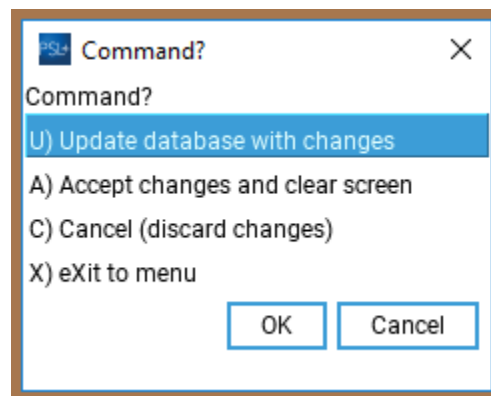 PSL+ Command?
Command?
U) Update database with changes
A) Accept changes and clear screen
C) Cancel (discard changes)
X) eXit to menu
OK Cancel